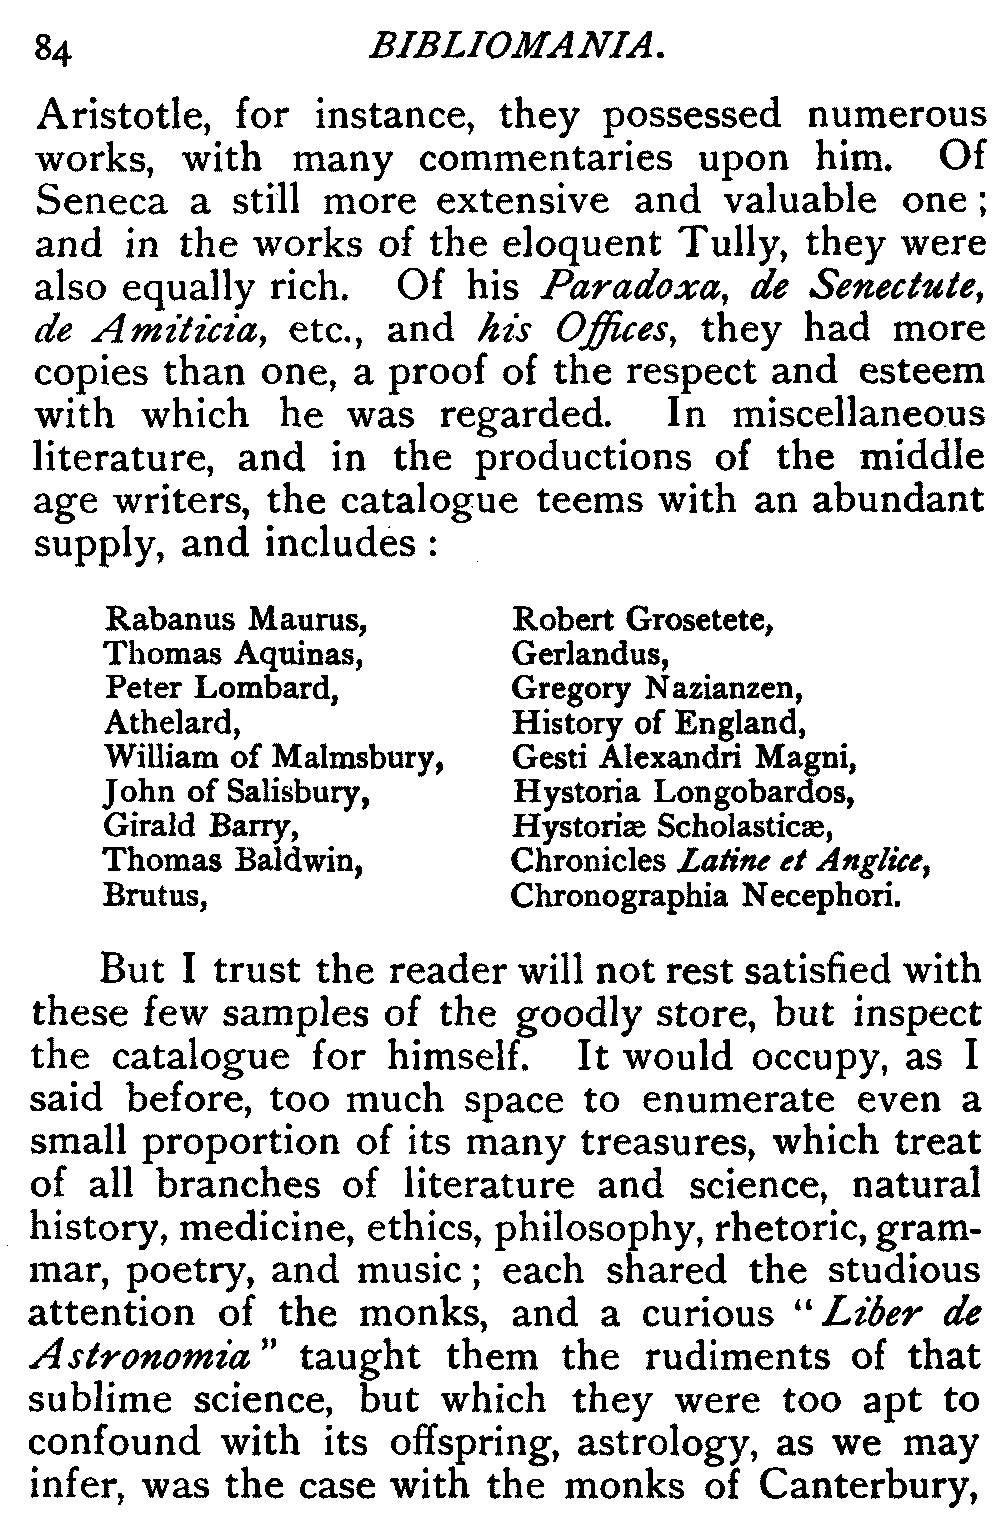 84 BIBLIOMANIA.
Aristotle, for instance, they possessed numerous
works, with many commentaries upon him. Of
Seneca a still more extensive and valuable one;
and in the works of the eloquent Tully, they were
also equally rich. Of his Paradoxa, de Senectute,
de Amiticia, etc., and his Offices, they had more
copies than one, a proof of the respect and esteem
with which he was regarded. In miscellaneous
literature, and in the productions of the middle
age writers, the catalogue teems with an abundant
supply, and includes:
Rabanus Maurus,
Thomas Aquinas,
Peter Lombard,
Athelard,
William of Malmsbury,
John of Salisbury,
Girald Barry,
Thomas Baldwin,
Brutus,
Robert Grosetete,
Gerlandus,
Gregory Nazianzen,
History of England,
Gesti Alexandri Magni,
Hystoria Longobardos,
Hystoriæ Scholasticæ,
Chronicles Latine et Anglice,
Chronographia Necephori.
But I trust the reader will not rest satisfied with
these few samples of the goodly store, but inspect
the catalogue for himself. It would occupy, as I
said before, too much space to enumerate even a
small proportion of its many treasures, which treat
of all branches of literature and science, natural
history, medicine, ethics, philosophy, rhetoric, gram-
mar, poetry, and music; each shared the studious
attention of the monks, and a curious "Liber de
Astronomia" taught them the rudiments of that
sublime science, but which they were too apt to
confound with its offspring, astrology, as we may
infer, was the case with the monks of Canterbury,